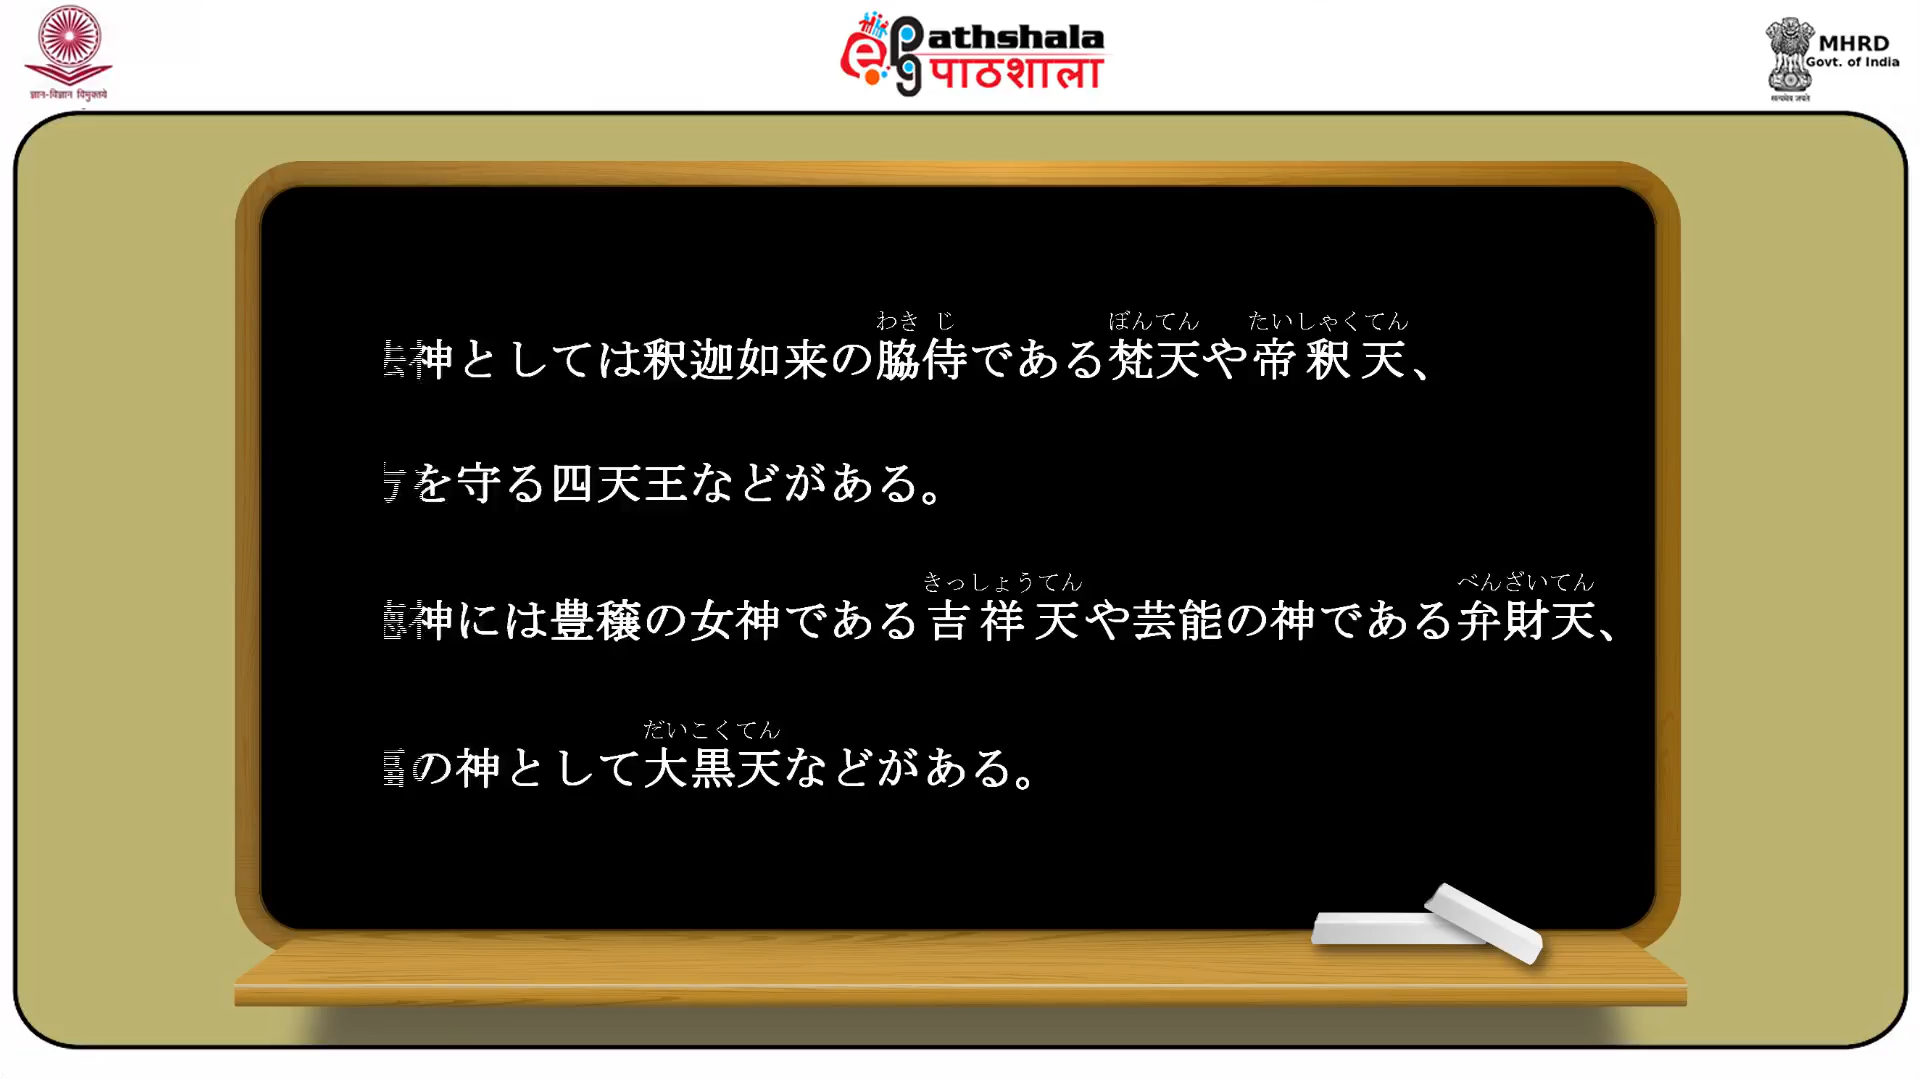 ज्ञान-विज्ञान विमुक्तये
ePathshala
पाठशाला
MHRD
Govt. of India
सत्यमेव जयते
わき じ ぼんてん たいしゃくてん
神としては釈迦如来の脇侍である梵天や帝釈天、
を守る四天王などがある。
きっしょうてん べんざいてん
神には豊穣の女神である吉祥天や芸能の神である弁財天、
だいこくてん
の神として大黒天などがある。